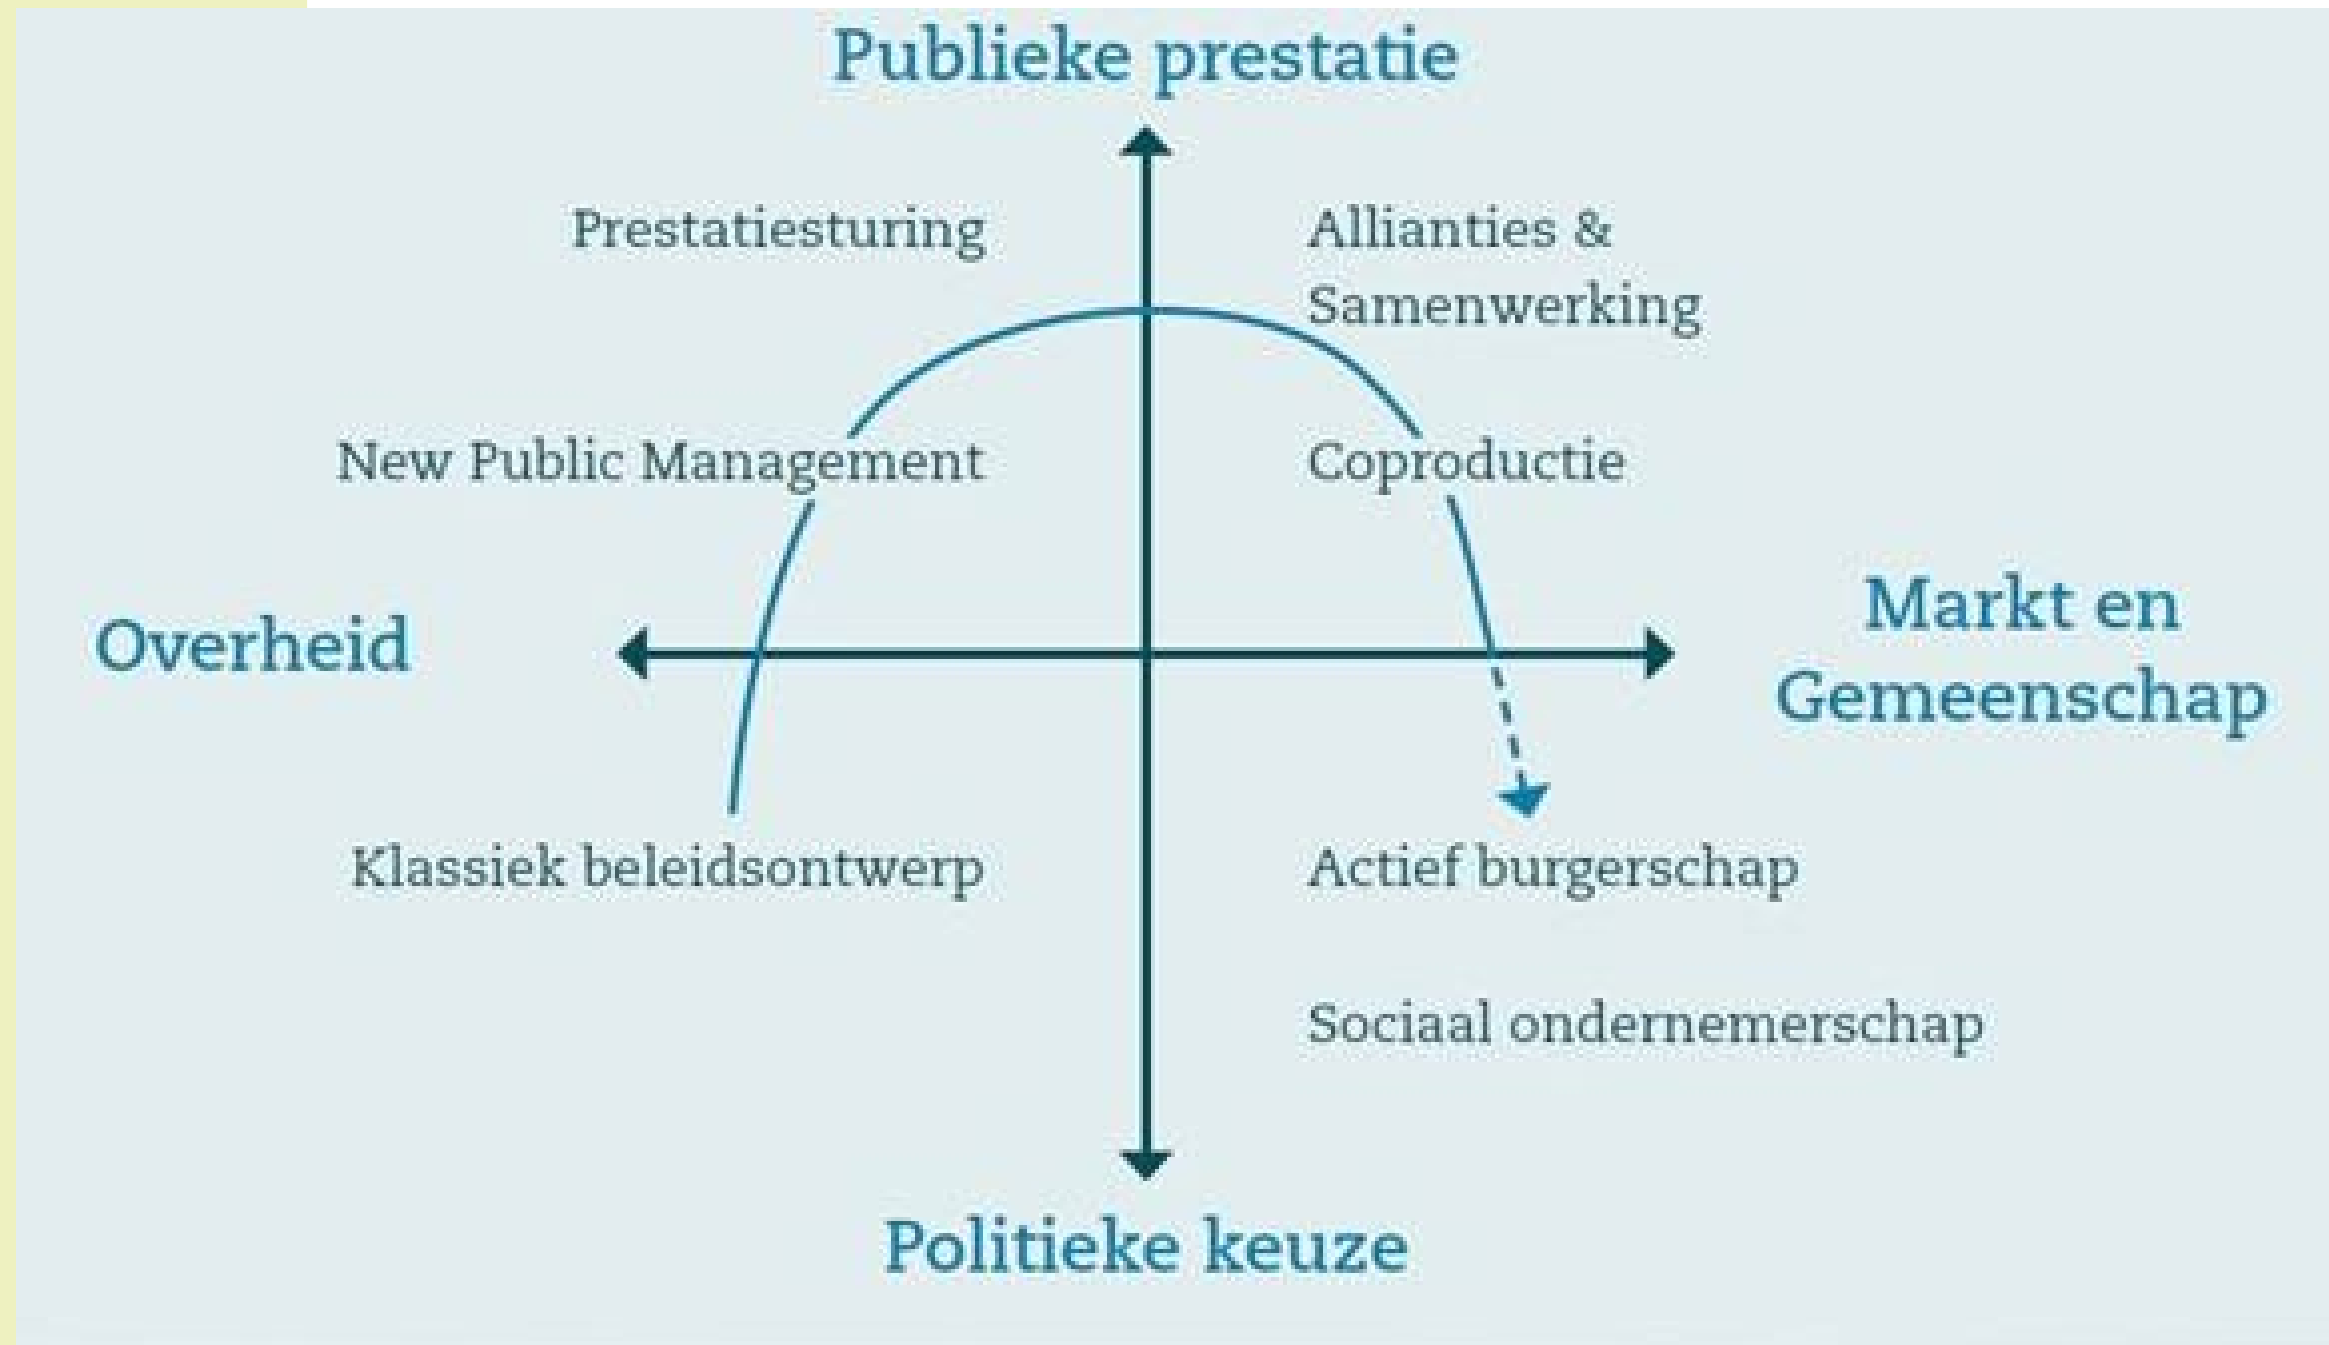 Publieke prestatie
Prestatiesturing
Allianties &
Samenwerking
New Public Management
Coproductie
Overheid
Markt en
Gemeenschap
Klassiek beleidsontwerp
Actief burgerschap
Sociaal ondernemerschap
Politieke keuze